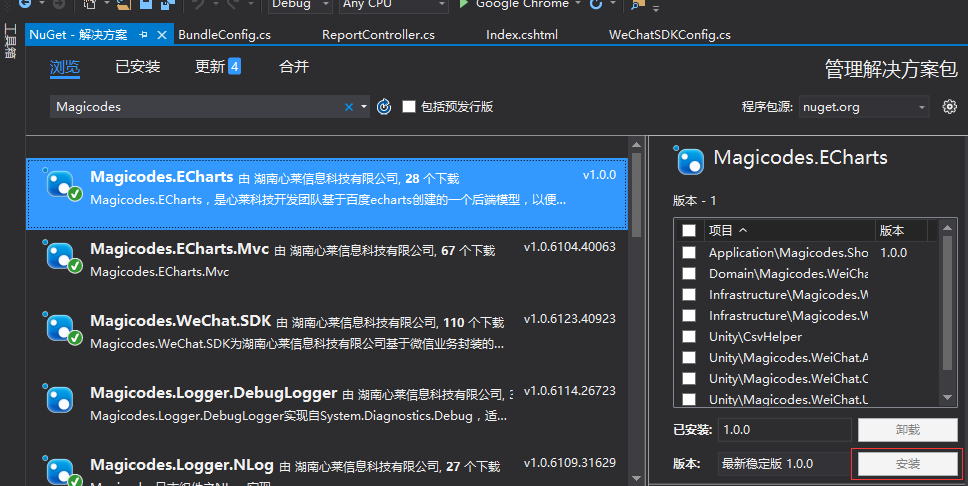 Debug Any CPU Google Chrome
工具箱
NuGet - 解决方案 BundleConfig.cs ReportController.cs Index.cshtml WeChatSDKConfig.cs
浏览 已安装 更新 4 合并
管理解决方案包
Magicodes 包括预发行版 程序包源: nuget.org
Magicodes.ECharts 由 湖南心莱信息科技有限公司, 28 个下载 v1.0.0
Magicodes.ECharts，是心莱科技开发团队基于百度echarts创建的一个后端模型，以便...
Magicodes.ECharts.Mvc 由 湖南心莱信息科技有限公司, 67 个下载 v1.0.6104.40063
Magicodes.ECharts.Mvc
Magicodes.WeChat.SDK 由 湖南心莱信息科技有限公司, 110 个下载 v1.0.6123.40923
Magicodes.WeChat.SDK为湖南心莱信息科技有限公司基于微信业务封装的...
Magicodes.Logger.DebugLogger 由 湖南心莱信息科技有限公司, v1.0.6114.26723
Magicodes.Logger.DebugLogger实现自System.Diagnostics.Debug，适...
Magicodes.Logger.NLog 由 湖南心莱信息科技有限公司, 27 个下载 v1.0.6109.31629
Magicodes.ECharts
版本 - 1
项目 版本
Application\Magicodes.Sho 1.0.0
Domain\Magicodes.WeiCha
Infrastructure\Magicodes.W
Infrastructure\Magicodes.W
Unity\CsvHelper
Unity\Magicodes.WeiChat.A
Unity\Magicodes.WeiChat.C
Unity\Magicodes.WeiChat.U
已安装: 1.0.0 卸载
版本: 最新稳定版 1.0.0 安装